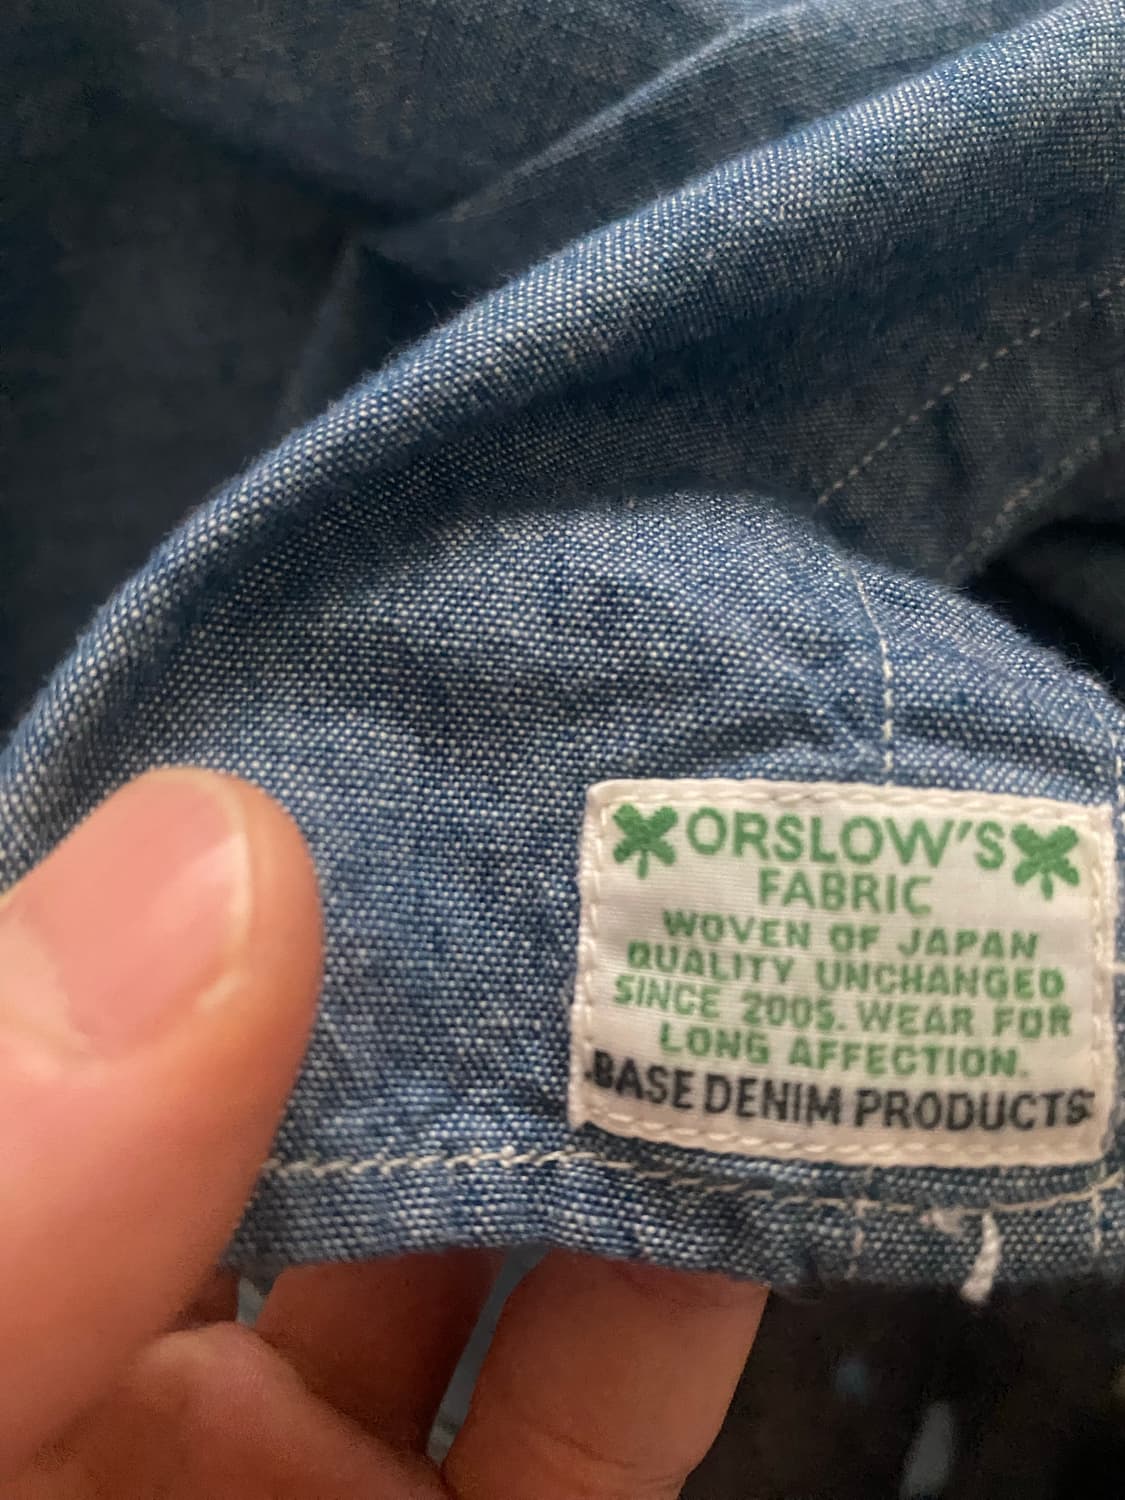 ORSLOW'S
FABRIC
WOVEN OF JAPAN
QUALITY UNCHANGED
SINCE 2005. WEAR FOR
LONG AFFECTION.
.BASE DENIM PRODUCTS